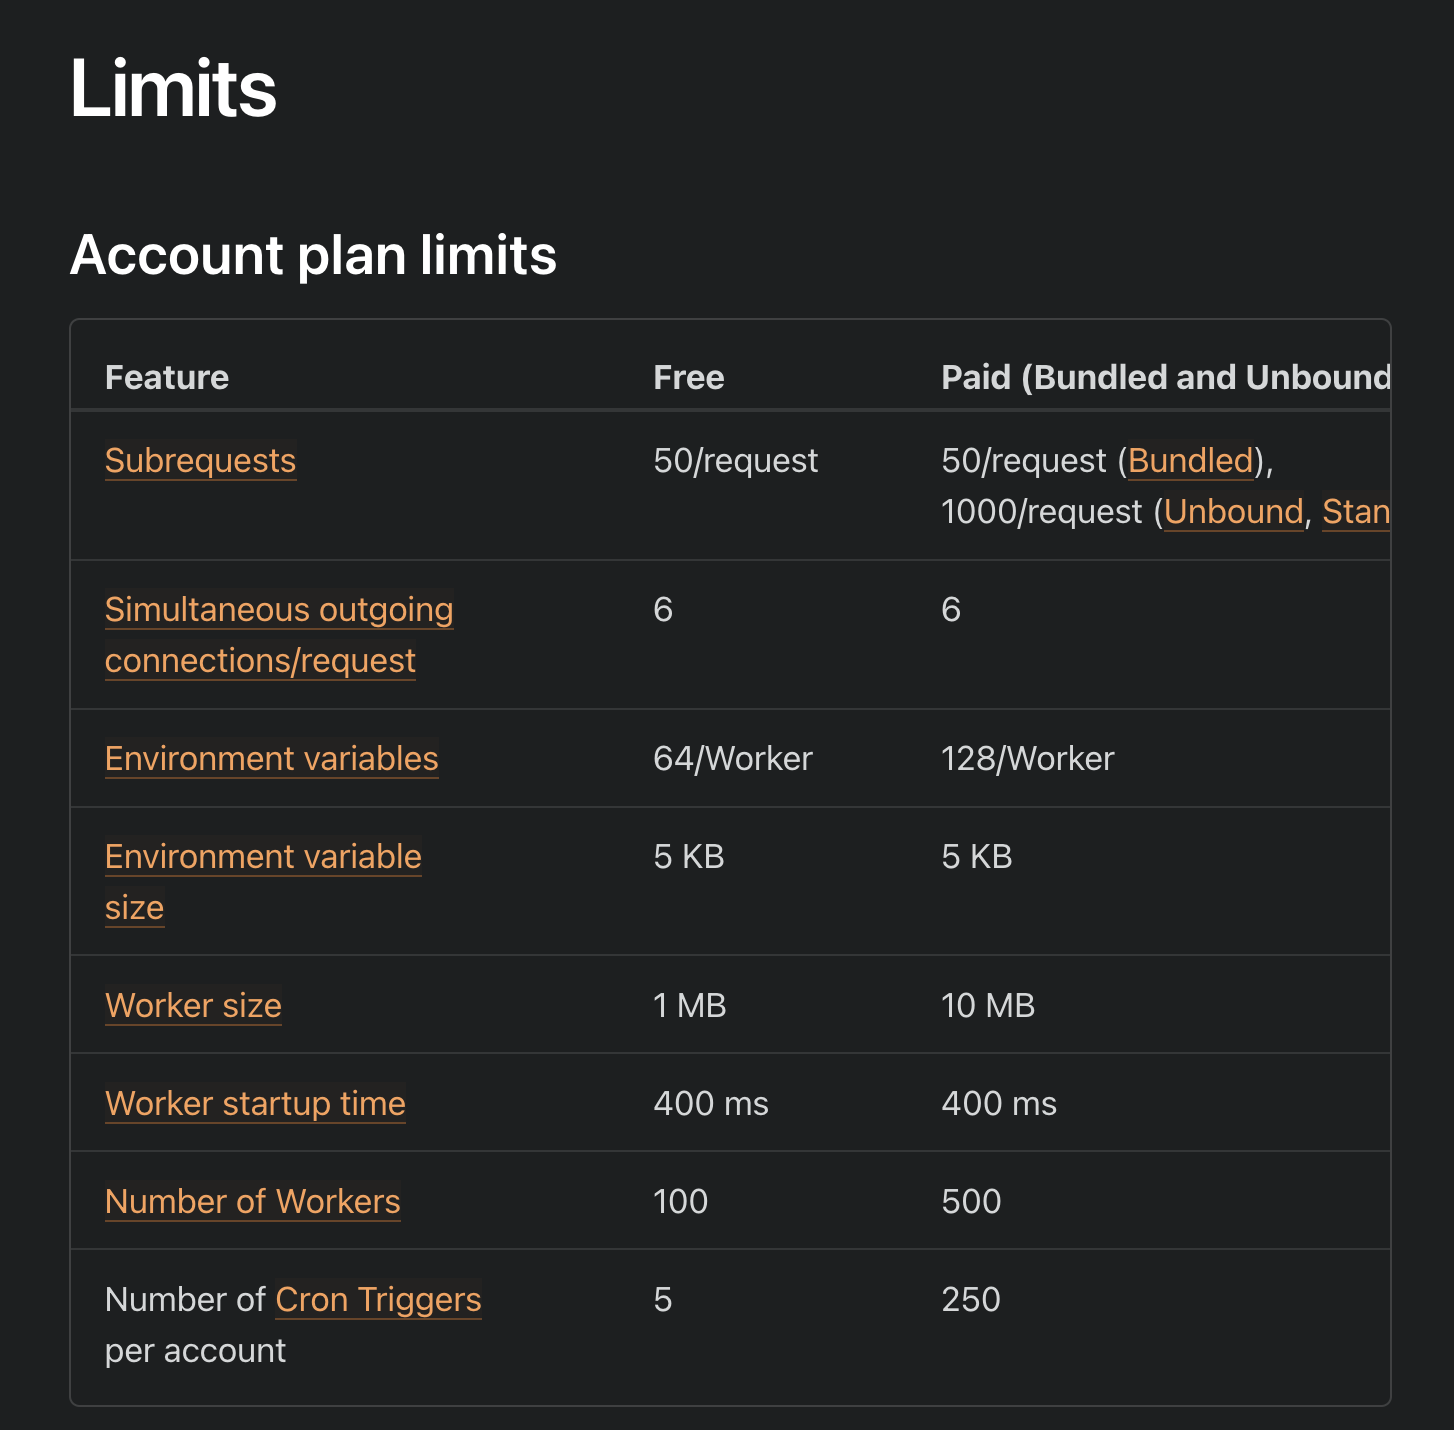 Limits
Account plan limits
Feature Free Paid (Bundled and Unbound
Subrequests 50/request 50/request (Bundled),
1000/request (Unbound, Stan
Simultaneous outgoing 6 6
connections/request
Environment variables 64/Worker 128/Worker
Environment variable 5 KB 5 KB
size
Worker size 1 MB 10 MB
Worker startup time 400 ms 400 ms
Number of Workers 100 500
Number of Cron Triggers 5 250
per account